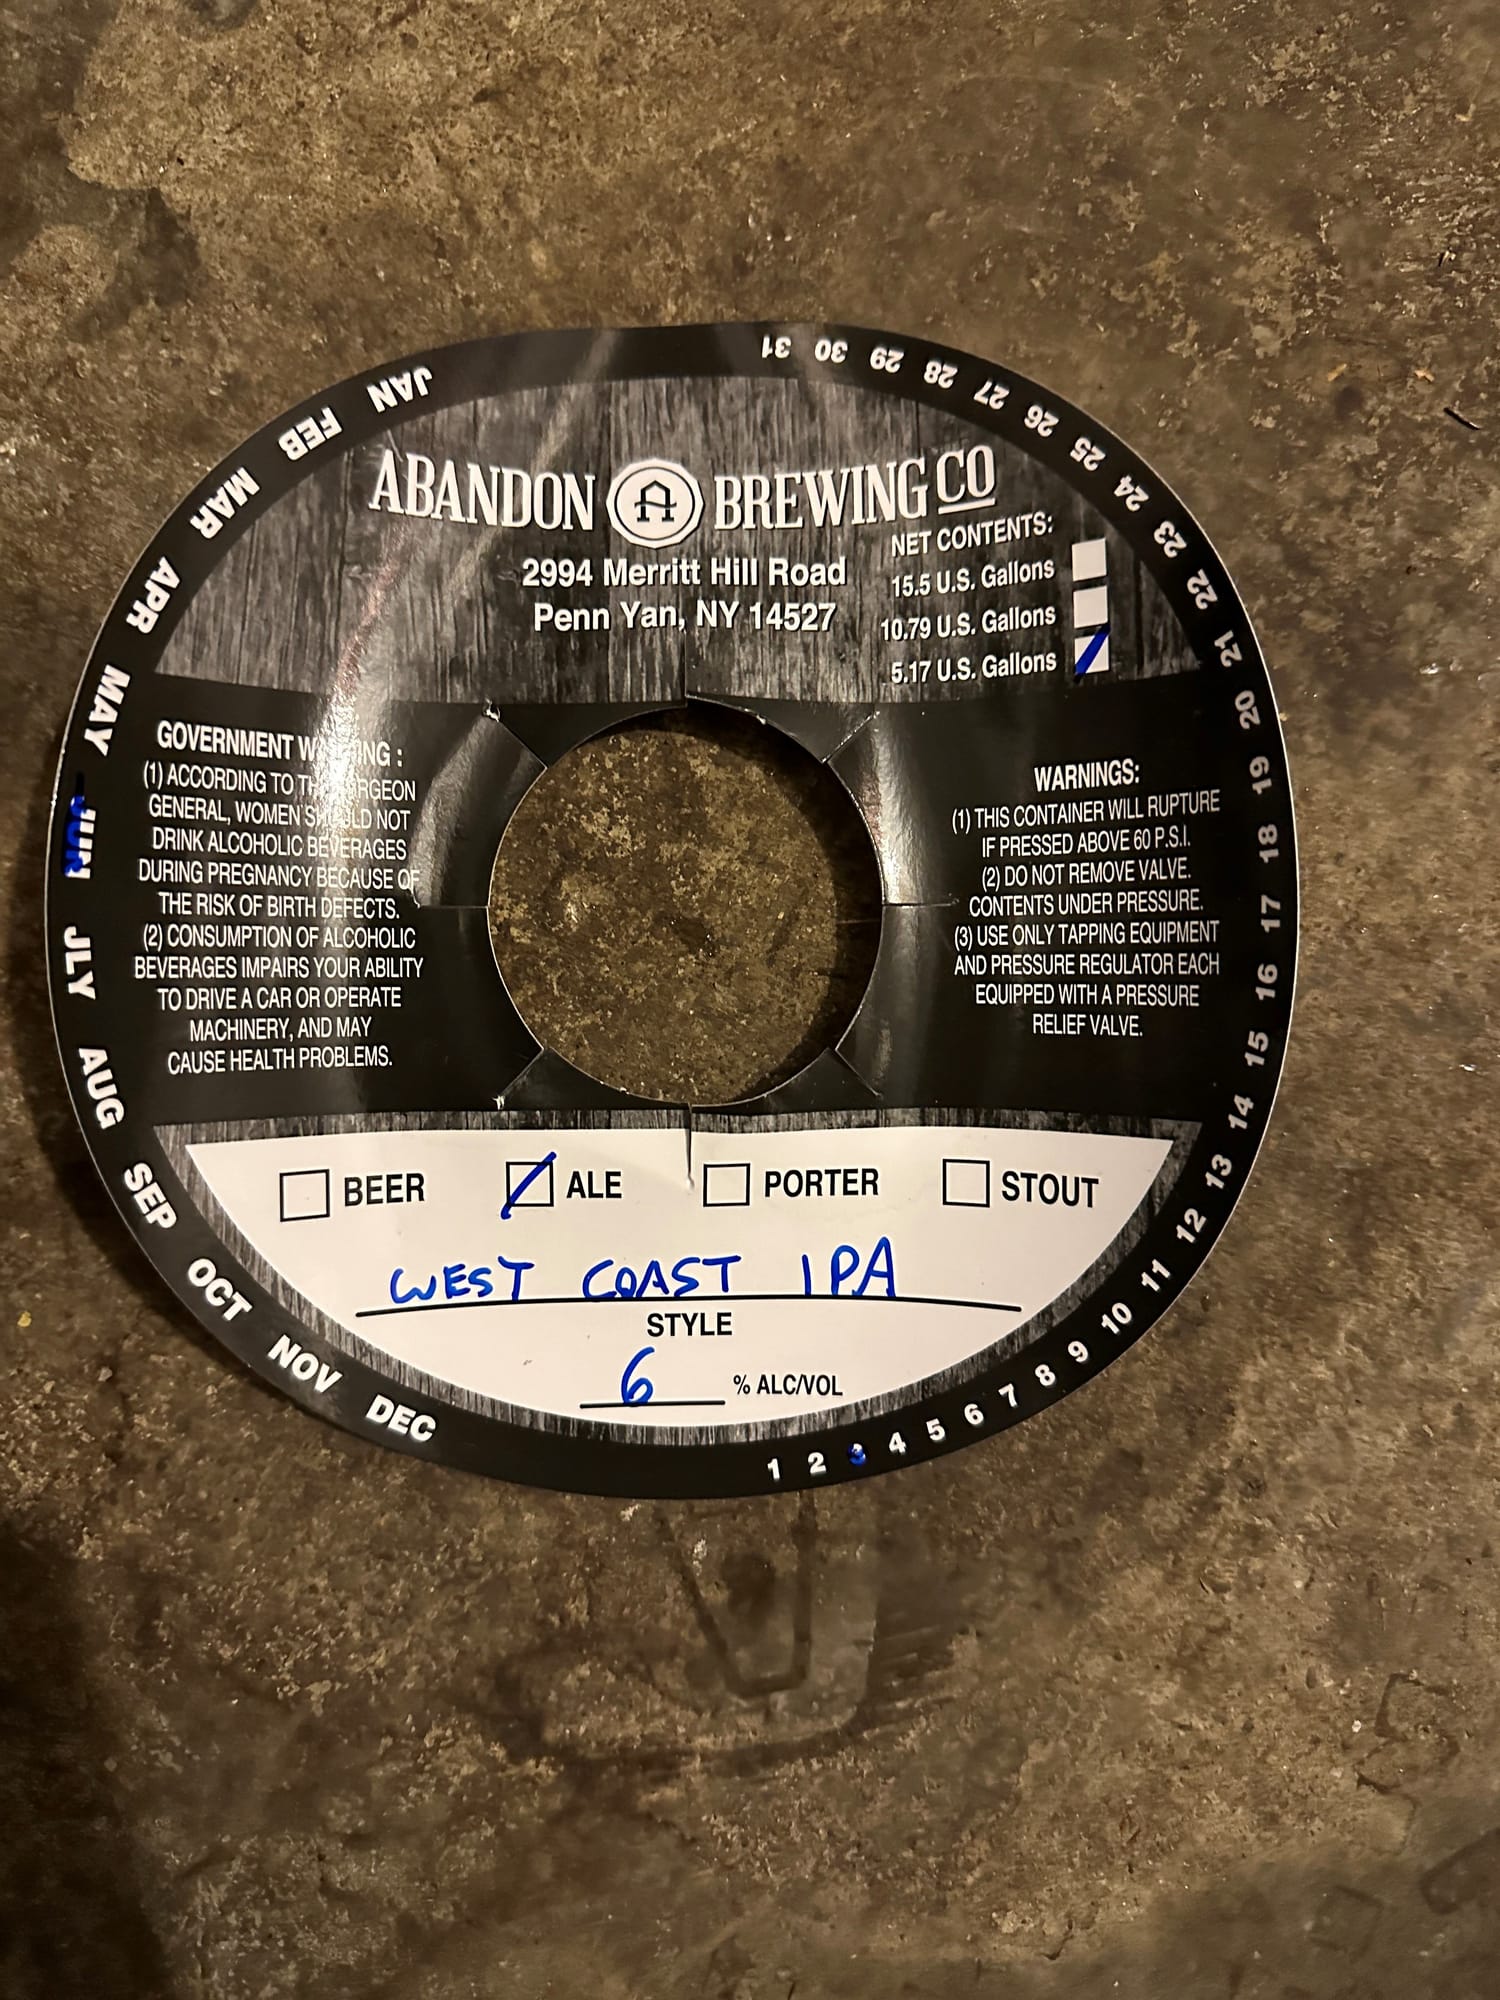 JAN
FEB
MAR
APR
MAY
JUN
JLY
AUG
SEP
OCT
NOV
DEC
ABANDON A BREWING CO
2994 Merritt Hill Road
Penn Yan, NY 14527
NET CONTENTS:
15.5 U.S. Gallons
10.79 U.S. Gallons
5.17 U.S. Gallons
GOVERNMENT :
(1) ACCORDING TO
GENERAL, WOMEN NOT
DRINK ALCOHOLIC BEVERAGES
DURING PREGNANCY BECAUSE OF
THE RISK OF BIRTH DEFECTS.
(2) CONSUMPTION OF ALCOHOLIC
BEVERAGES IMPAIRS YOUR ABILITY
TO DRIVE A CAR OR OPERATE
MACHINERY, AND MAY
CAUSE HEALTH PROBLEMS.
WARNINGS:
(1) THIS CONTAINER WILL RUPTURE
IF PRESSED ABOVE 60 P.S.I.
(2) DO NOT REMOVE VALVE.
CONTENTS UNDER PRESSURE.
(3) USE ONLY TAPPING EQUIPMENT
AND PRESSURE REGULATOR EACH
EQUIPPED WITH A PRESSURE
RELIEF VALVE.
BEER ALE PORTER STOUT
WEST COAST IPA
STYLE
6 % ALC/VOL
1 2 3 4 5 6 7 8 9 10 11 12 13 14 15 16 17 18 19 20 21 22 23 24 25 26 27 28 29 30 31